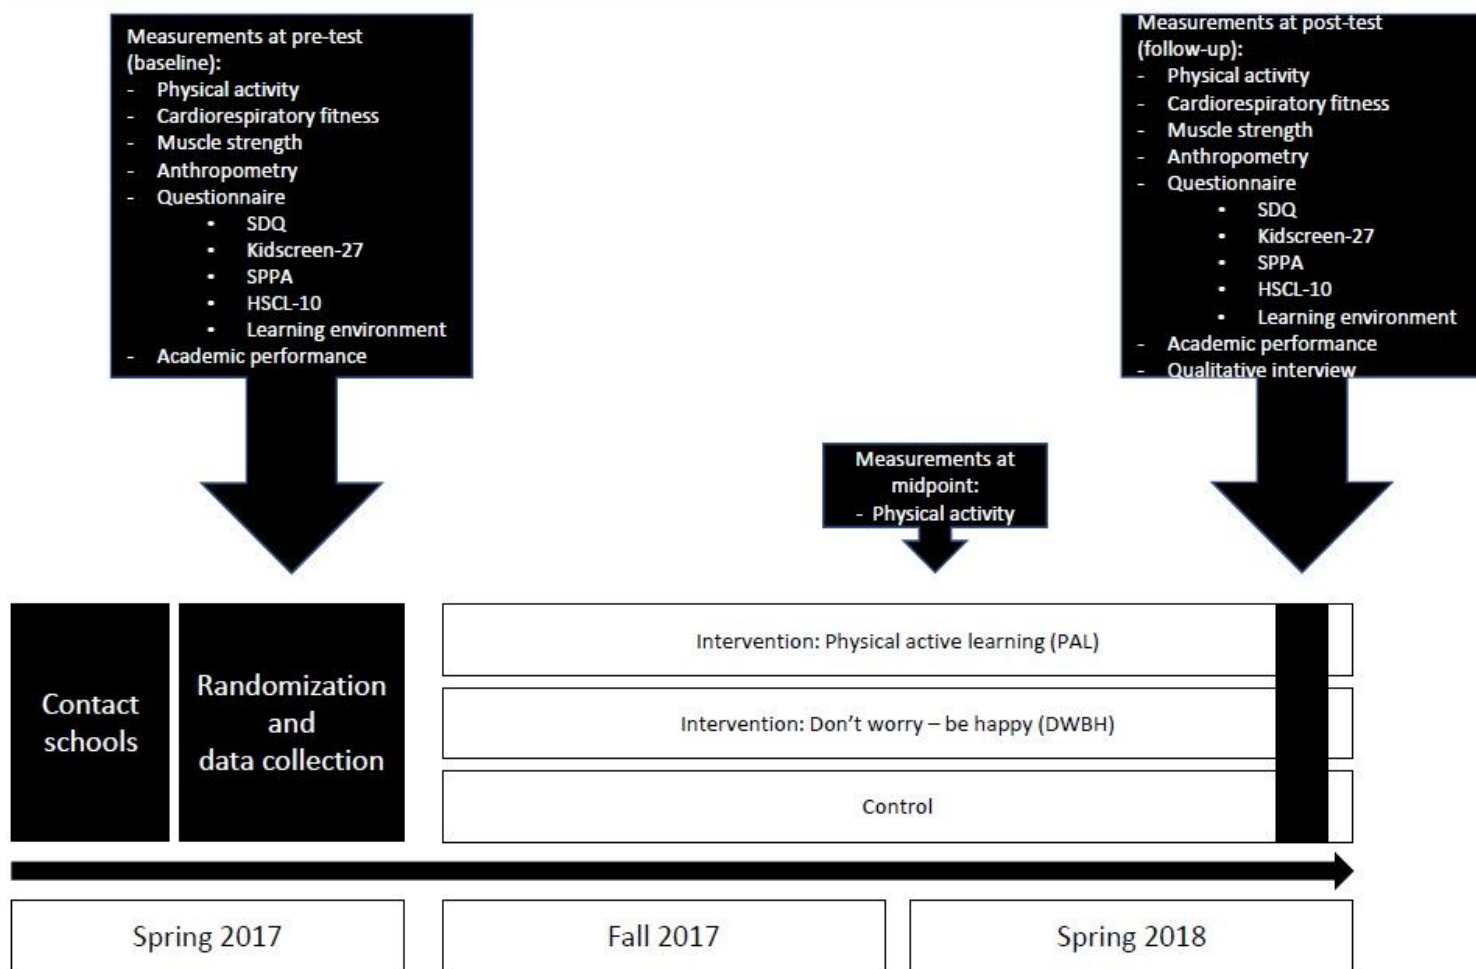 Measurements at pre-test
(baseline):
- Physical activity
- Cardiorespiratory fitness
- Muscle strength
- Anthropometry
- Questionnaire
• SDQ
• Kidscreen-27
• SPPA
• HSCL-10
• Learning environment
- Academic performance
Measurements at post-test
(follow-up):
- Physical activity
- Cardiorespiratory fitness
- Muscle strength
- Anthropometry
- Questionnaire
• SDQ
• Kidscreen-27
• SPPA
• HSCL-10
• Learning environment
- Academic performance
- Qualitative interview
Measurements at
midpoint:
- Physical activity
Contact
schools
Randomization
and
data collection
Intervention: Physical active learning (PAL)
Intervention: Don’t worry – be happy (DWBH)
Control
Spring 2017
Fall 2017
Spring 2018